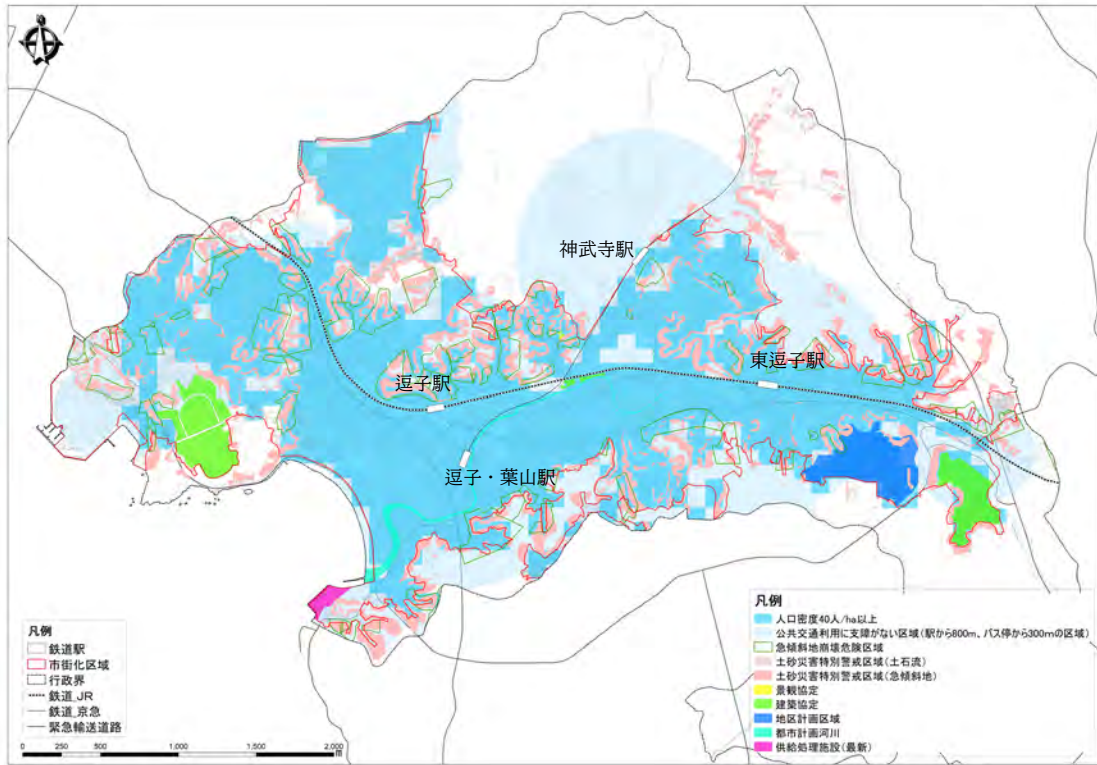 神武寺駅
東逗子駅
逗子駅
逗子・葉山駅
凡例
鉄道駅
市街化区域
行政界
鉄道_JR
鉄道_京急
緊急輸送道路
0 250 500 1,000 1,500 2,000
m
凡例
人口密度40人/ha以上
公共交通利用に支障がない区域(駅から800m、バス停から300mの区域)
急傾斜地崩壊危険区域
土砂災害特別警戒区域(土石流)
土砂災害特別警戒区域(急傾斜地)
景観協定
建築協定
地区計画区域
都市計画河川
供給処理施設(最新)